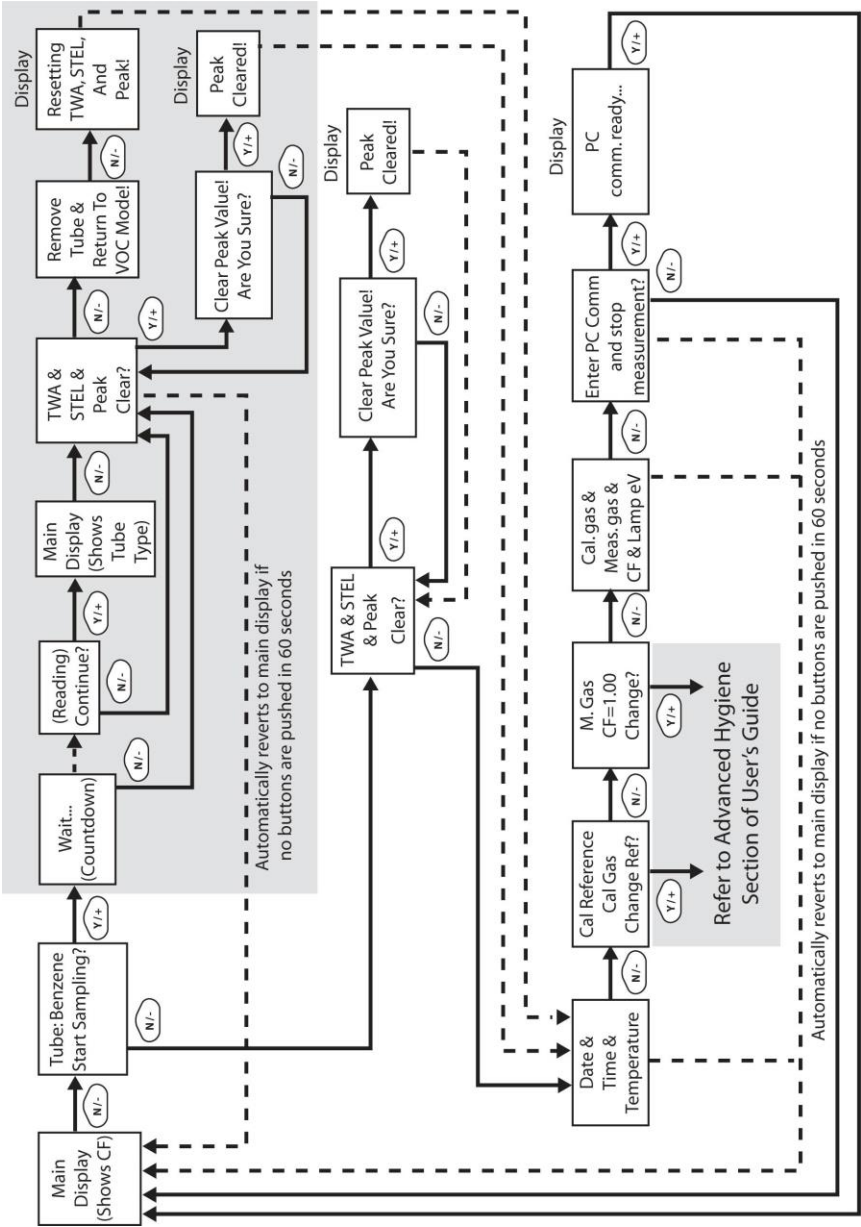 Main
Display
(Shows CF)
N/-
Tube: Benzene
Start Sampling?
Y/+
N/-
Wait...
(Countdown)
N/-
(Reading)
Continue?
Y/+
N/-
Main
Display
(Shows
Tube
Type)
N/-
TWA &
STEL &
Peak
Clear?
N/-
Y/+
Remove
Tube &
Return To
VOC Mode!
N/-
Display
Resetting
TWA, STEL,
And
Peak!
Clear Peak Value!
Are You Sure?
Y/+
N/-
Display
Peak
Cleared!
Automatically reverts to main display if
no buttons are pushed in 60 seconds
TWA & STEL
& Peak
Clear?
Y/+
N/-
Clear Peak Value!
Are You Sure?
Y/+
N/-
Display
Peak
Cleared!
Date &
Time &
Temperature
N/-
Cal Reference
Cal Gas
Change Ref?
N/-
Y/+
M. Gas
CF=1.00
Change?
N/-
Y/+
Cal. gas &
Meas. gas &
CF & Lamp eV
N/-
Enter PC Comm
and stop
measurement?
Y/+
N/-
Display
PC
comm. ready...
Y/+
Refer to Advanced Hygiene
Section of User’s Guide
Automatically reverts to main display if no buttons are pushed in 60 seconds